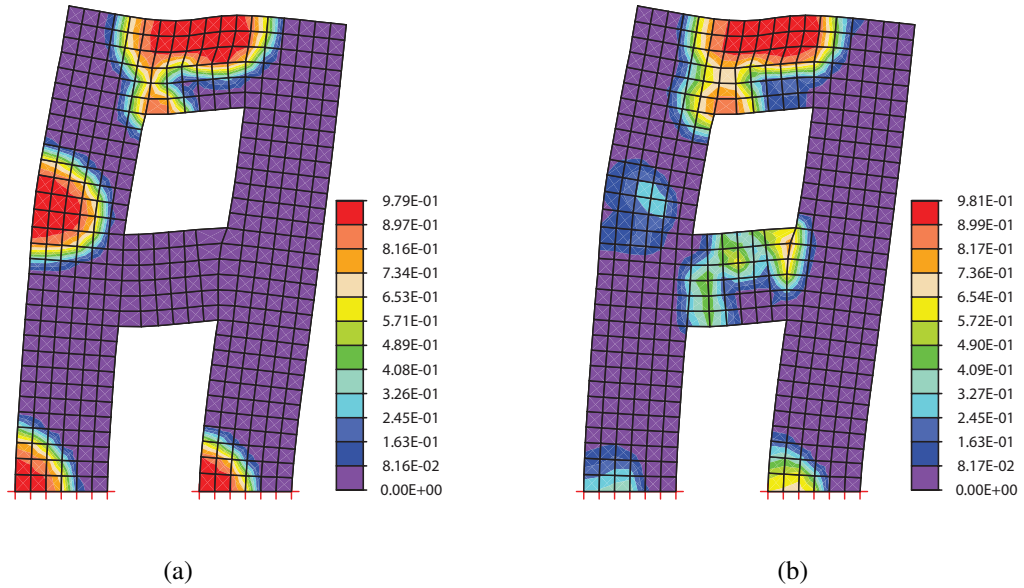 9.79E-01
8.97E-01
8.16E-01
7.34E-01
6.53E-01
5.71E-01
4.89E-01
4.08E-01
3.26E-01
2.45E-01
1.63E-01
8.16E-02
0.00E+00
(a)
9.81E-01
8.99E-01
8.17E-01
7.36E-01
6.54E-01
5.72E-01
4.90E-01
4.09E-01
3.27E-01
2.45E-01
1.63E-01
8.17E-02
0.00E+00
(b)